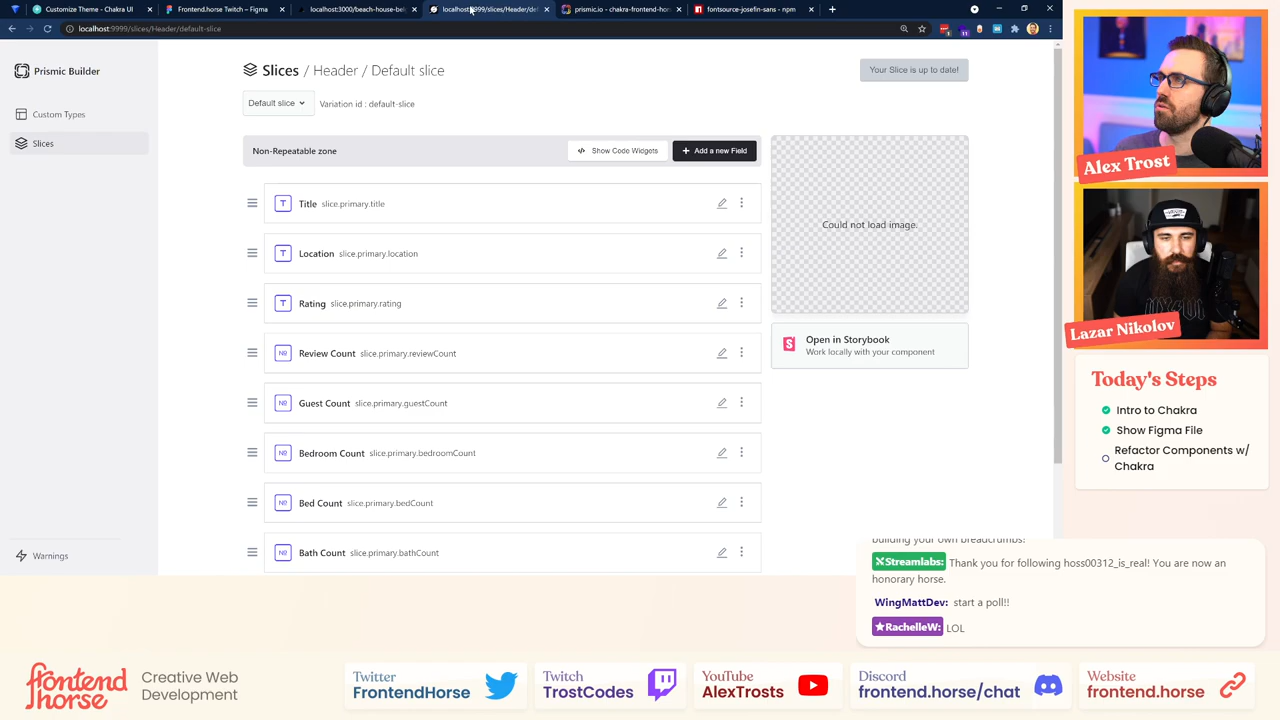 Customize Theme - Chakra UI
Frontend.horse Twitch – Figma
localhost:3000/beach-house-bel
localhost:9999/slices/Header/def
prismic.io - chakra-frontend-hors
fontsource-josefin-sans - npm
localhost:9999/slices/Header/default-slice
Prismic Builder
Custom Types
Slices
Warnings
Slices / Header / Default slice
Your Slice is up to date!
Default slice
Variation id : default-slice
Non-Repeatable zone
Show Code Widgets
Add a new Field
Title slice.primary.title
Location slice.primary.location
Rating slice.primary.rating
Review Count slice.primary.reviewCount
Guest Count slice.primary.guestCount
Bedroom Count slice.primary.bedroomCount
Bed Count slice.primary.bedCount
Bath Count slice.primary.bathCount
Could not load image.
Open in Storybook
Work locally with your component
Alex Trost
Lazar Nikolov
Today's Steps
Intro to Chakra
Show Figma File
Refactor Components w/
Chakra
building your own breadcrumbs!
Streamlabs: Thank you for following hoss00312_is_real! You are now an
honorary horse.
WingMattDev: start a poll!!
RachelleW: LOL
frontend
horse
Creative Web
Development
Twitter
FrontendHorse
Twitch
TrostCodes
YouTube
AlexTrosts
Discord
frontend.horse/chat
Website
frontend.horse